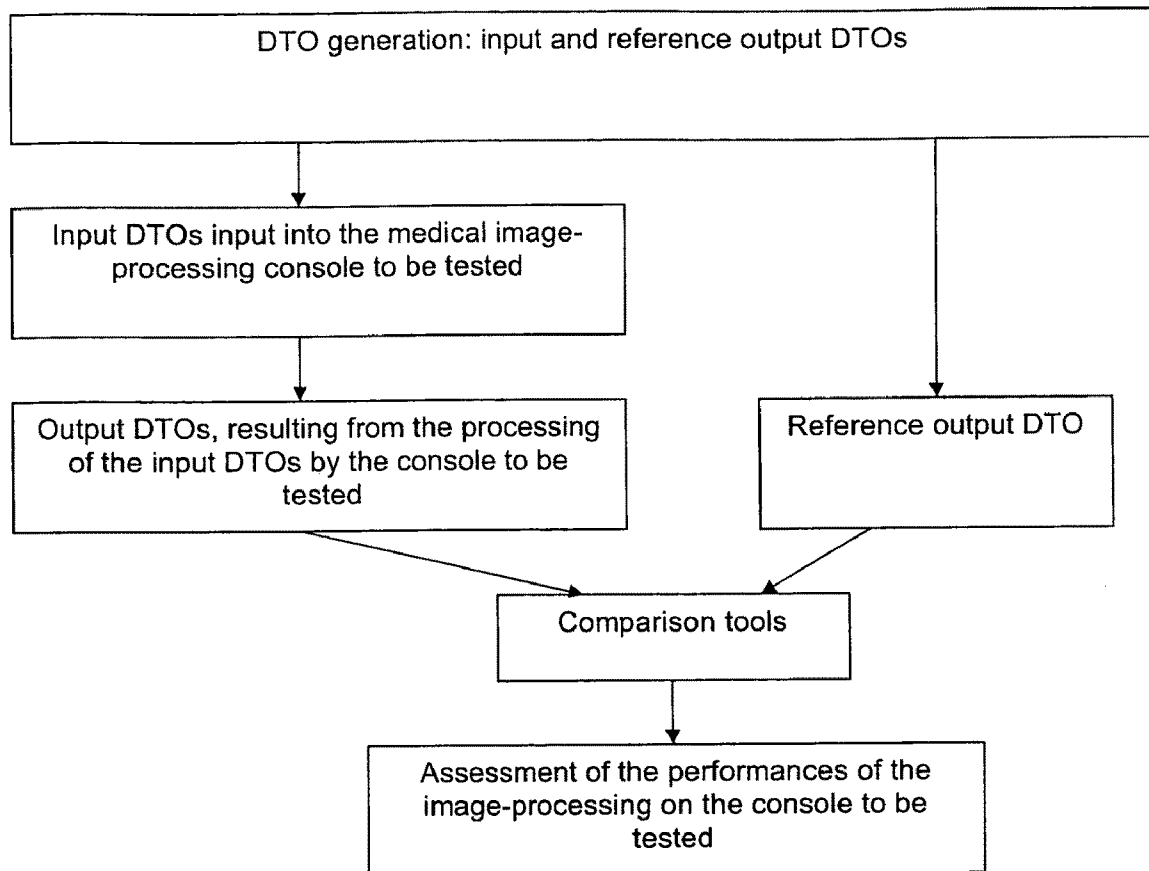 DTO generation: input and reference output DTOs
Input DTOs input into the medical image-
processing console to be tested
Output DTOs, resulting from the processing
of the input DTOs by the console to be
tested
Reference output DTO
Comparison tools
Assessment of the performances of the
image-processing on the console to be
tested